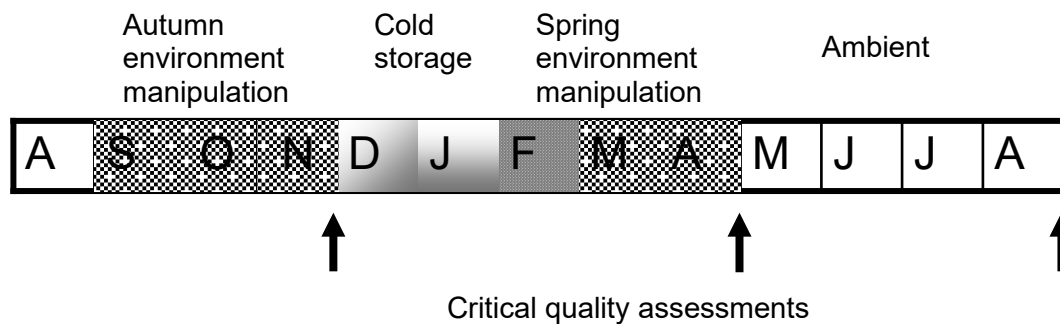 Autumn environment manipulation
Cold storage
Spring environment manipulation
Ambient
A S O N D J F M A M J J A
Critical quality assessments